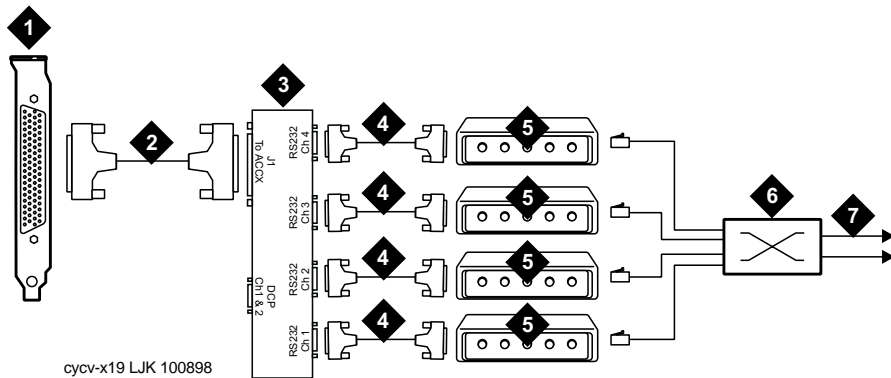 1
3
4
5
J1
To ACCX
RS232
Ch 4
2
4
5
RS232
Ch 3
6
7
4
5
DCP
Ch1 & 2
RS232
Ch 2
4
5
RS232
Ch 1
cycv-x19 LJK 100898